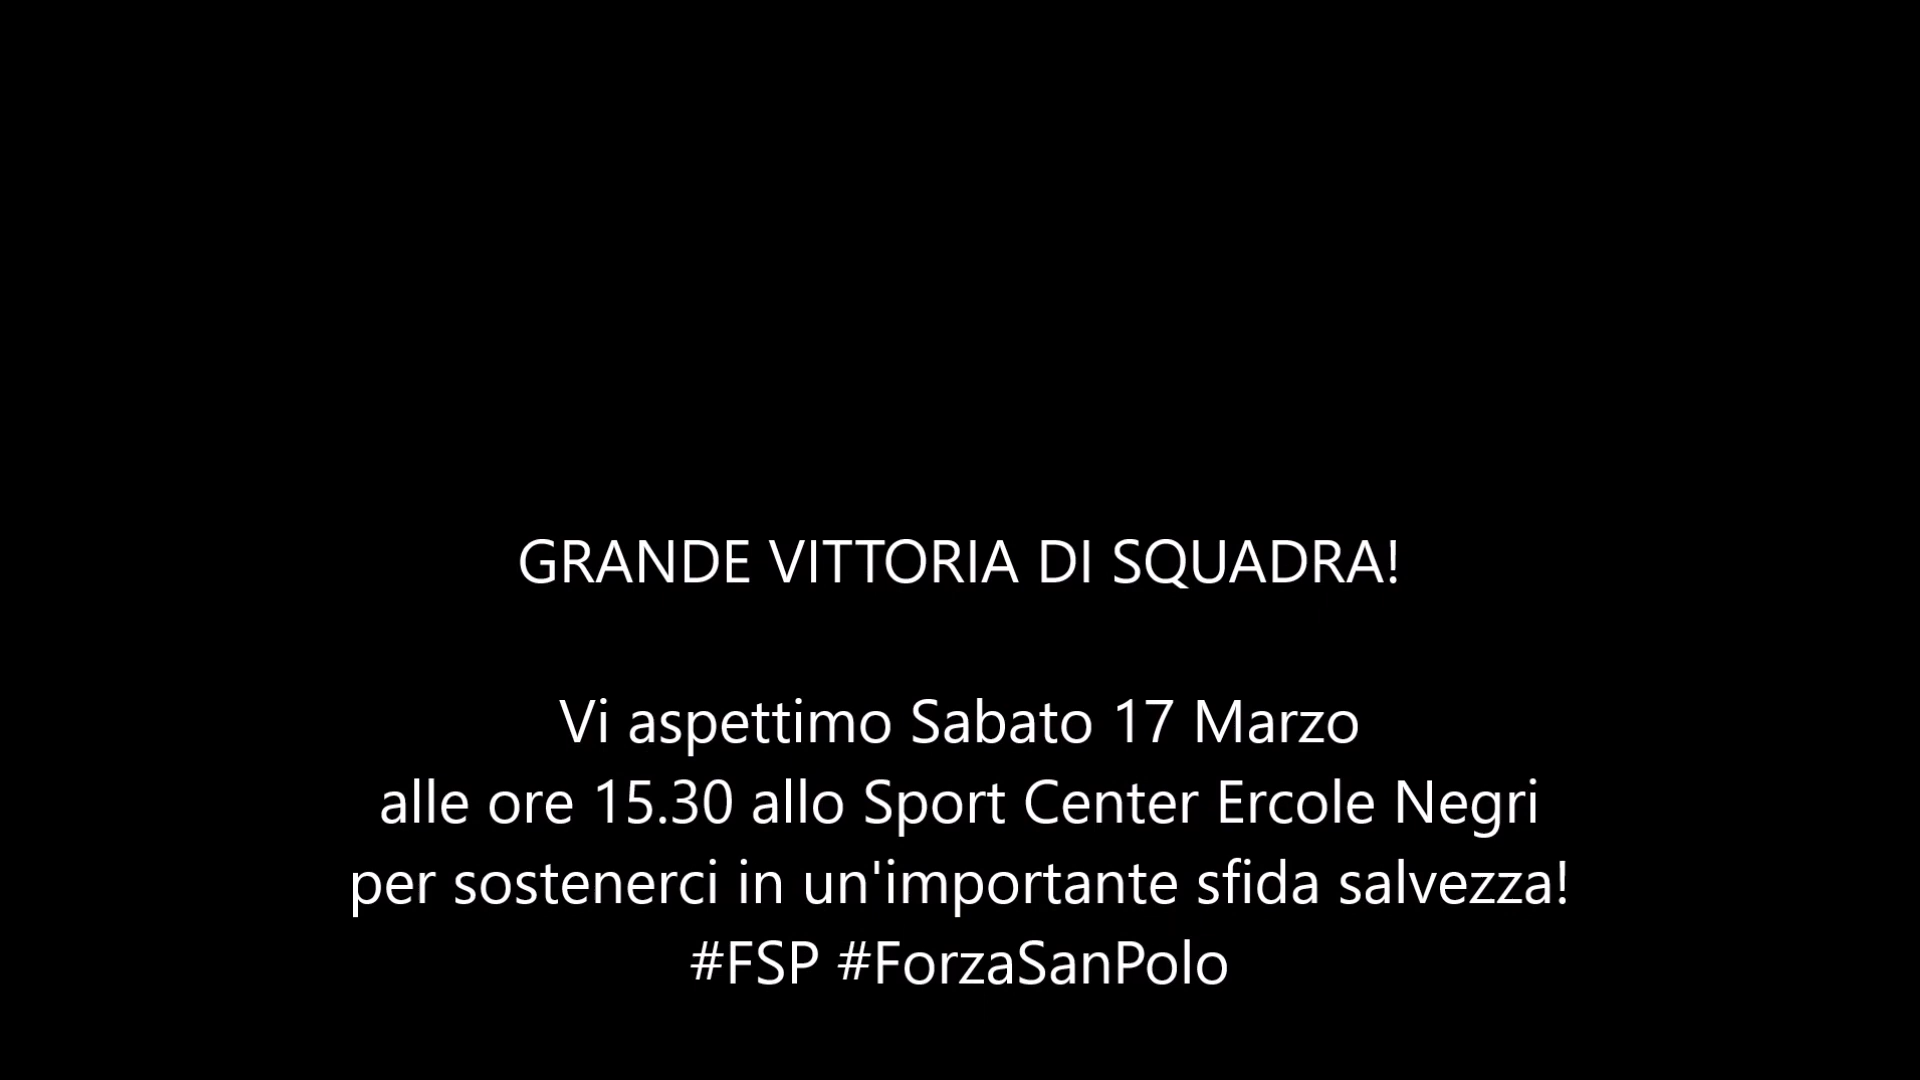 GRANDE VITTORIA DI SQUADRA!
Vi aspettimo Sabato 17 Marzo
alle ore 15.30 allo Sport Center Ercole Negri
per sostenerci in un'importante sfida salvezza!
#FSP #ForzaSanPolo